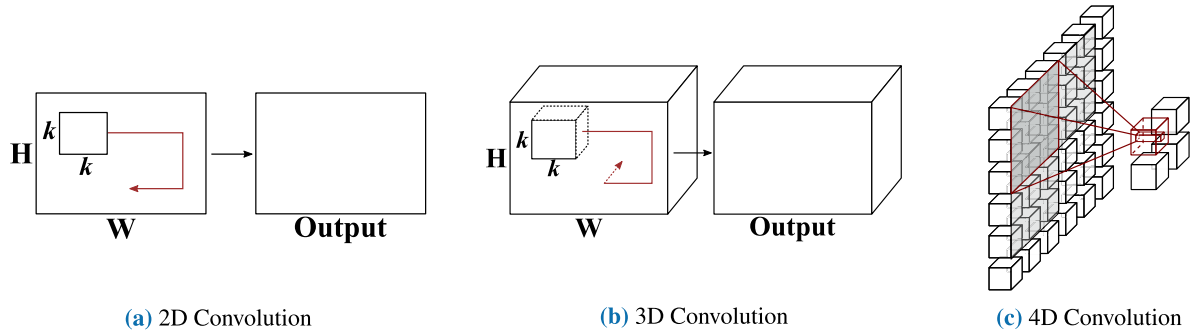 k
k
H
W
Output
(a) 2D Convolution
k
k
H
W
Output
(b) 3D Convolution
(c) 4D Convolution